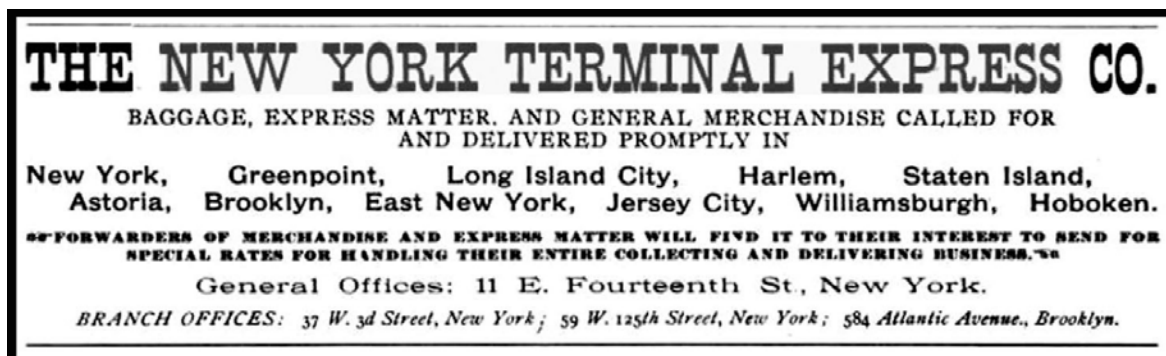 THE NEW YORK TERMINAL EXPRESS CO.
BAGGAGE, EXPRESS MATTER, AND GENERAL MERCHANDISE CALLED FOR
AND DELIVERED PROMPTLY IN
New York, Greenpoint, Long Island City, Harlem, Staten Island,
Astoria, Brooklyn, East New York, Jersey City, Williamsburgh, Hoboken.
☞FORWARDERS OF MERCHANDISE AND EXPRESS MATTER WILL FIND IT TO THEIR INTEREST TO SEND FOR
SPECIAL RATES FOR HANDLING THEIR ENTIRE COLLECTING AND DELIVERING BUSINESS.☜
General Offices: 11 E. Fourteenth St., New York.
BRANCH OFFICES: 37 W. 3d Street, New York; 59 W. 125th Street, New York; 584 Atlantic Avenue., Brooklyn.